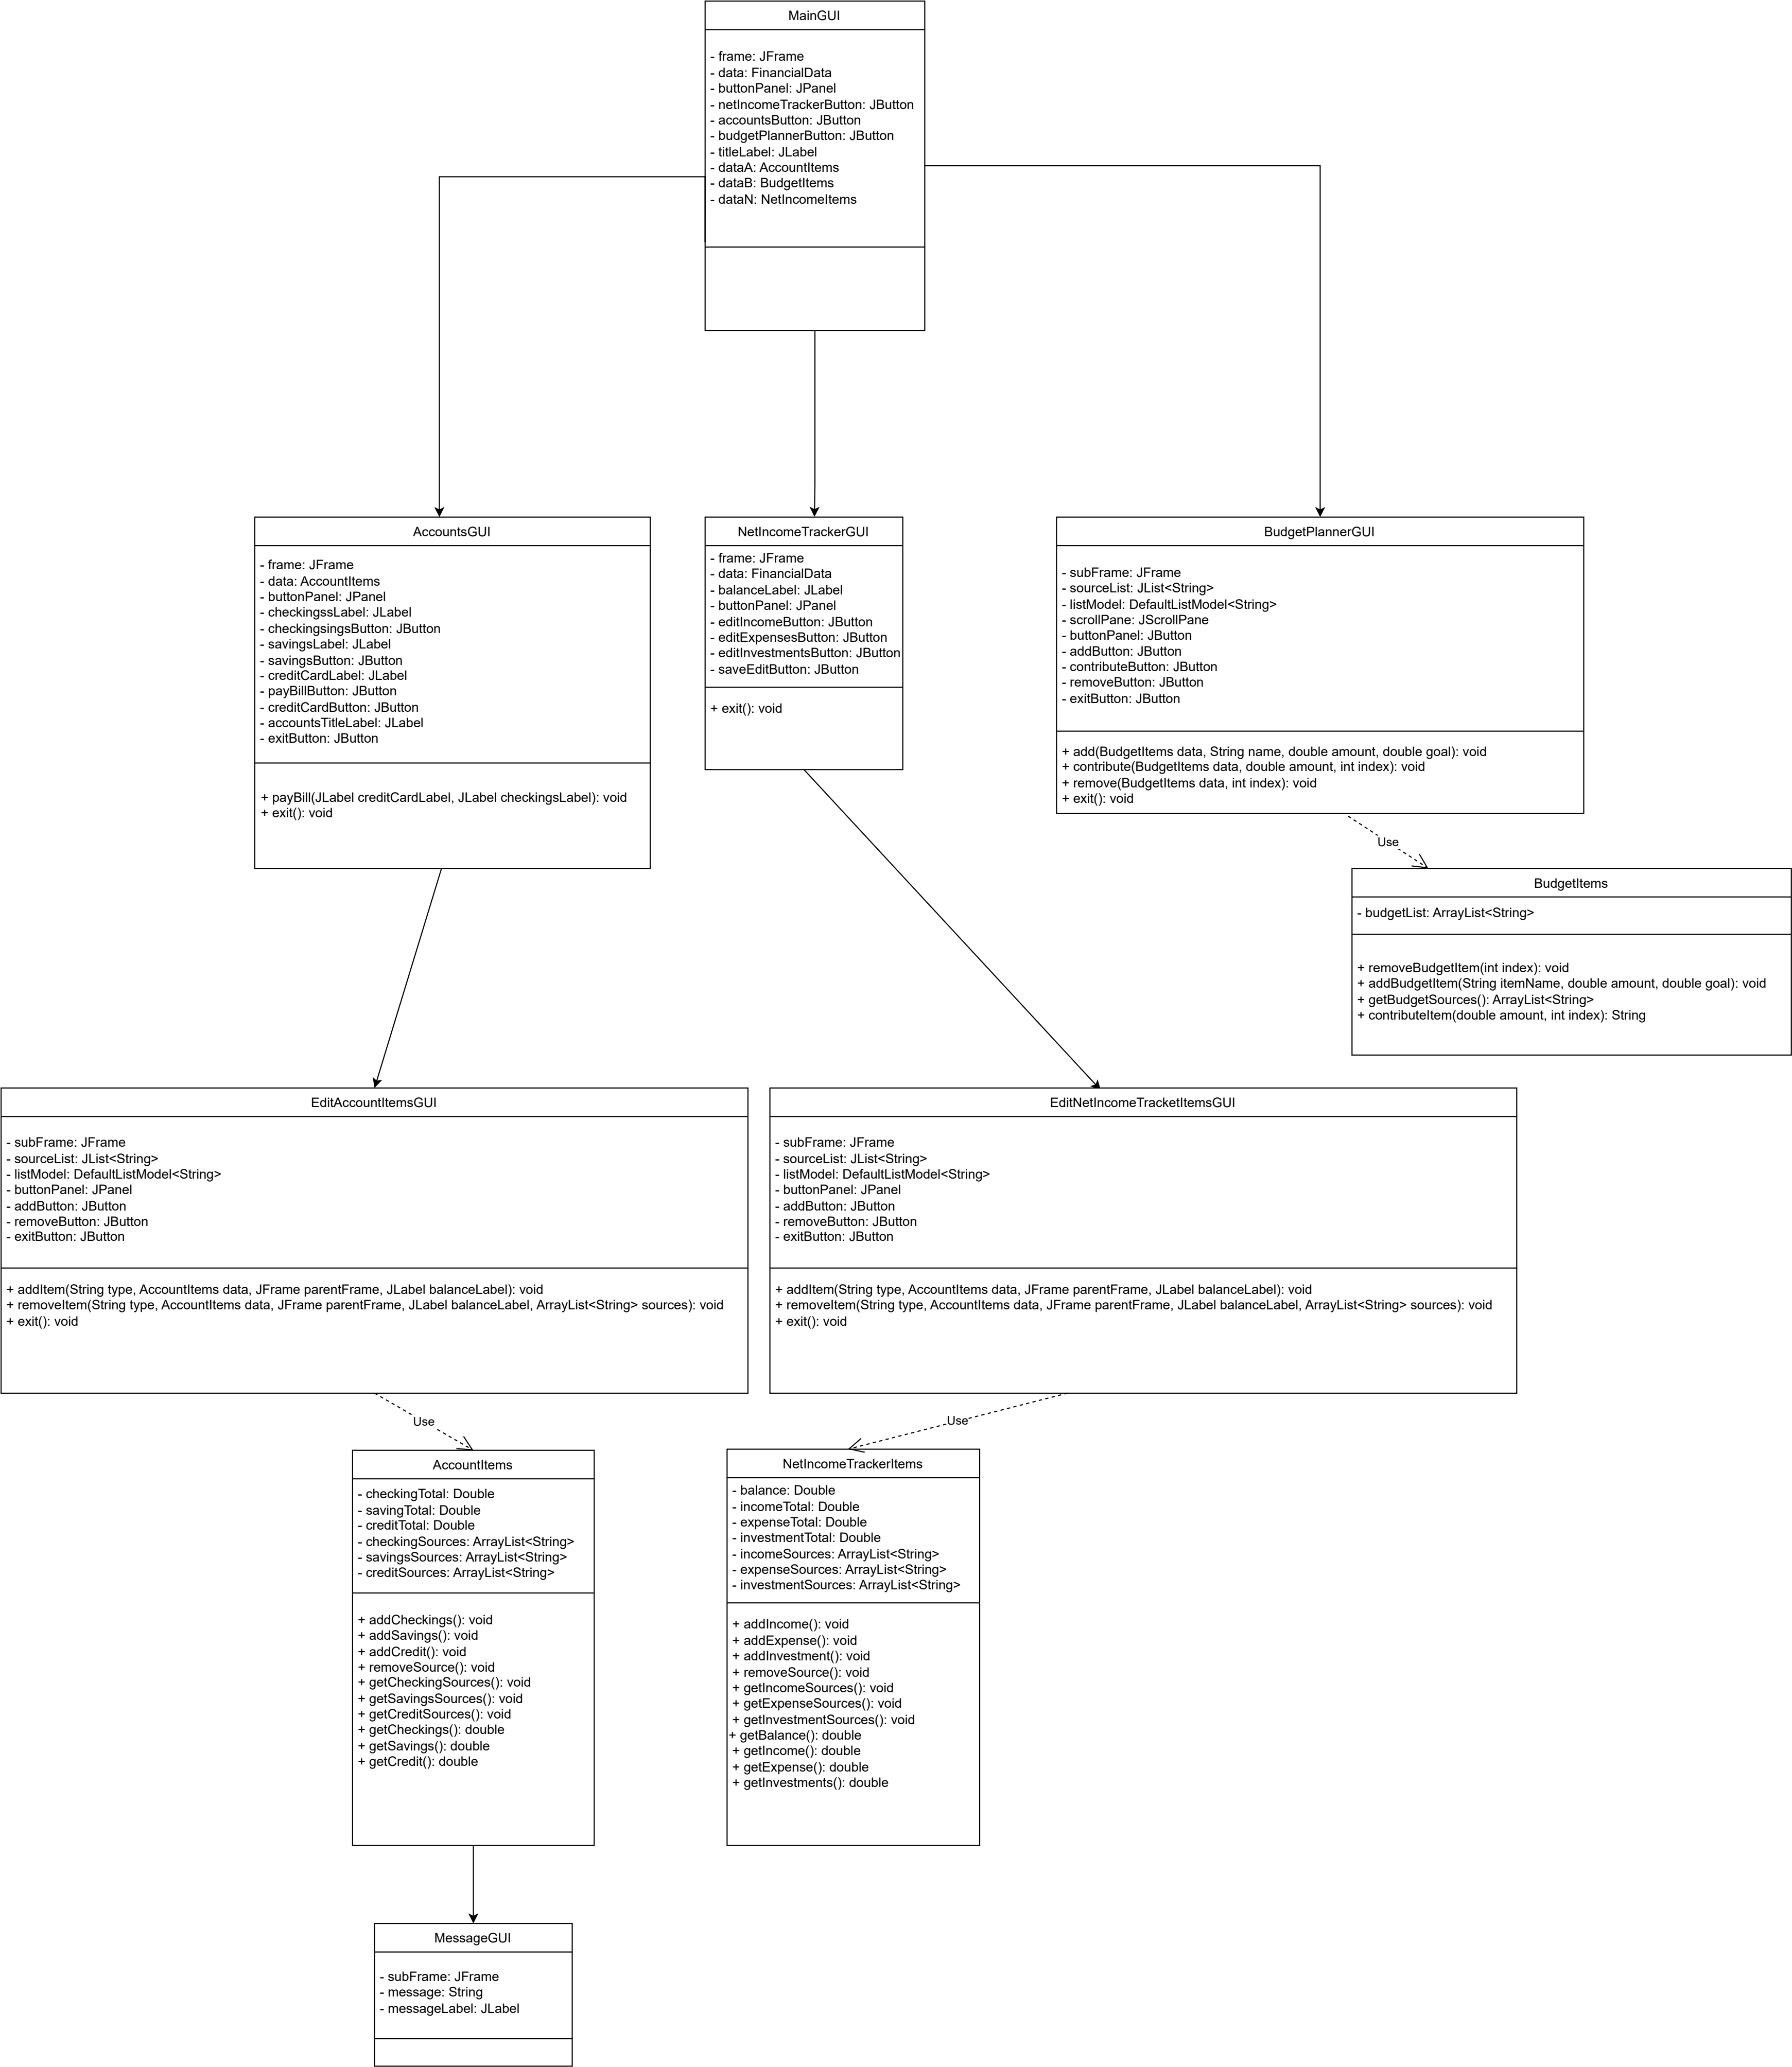 MainGUI
- frame: JFrame
- data: FinancialData
- buttonPanel: JPanel
- netIncomeTrackerButton: JButton
- accountsButton: JButton
- budgetPlannerButton: JButton
- titleLabel: JLabel
- dataA: AccountItems
- dataB: BudgetItems
- dataN: NetIncomeItems
AccountsGUI
- frame: JFrame
- data: AccountItems
- buttonPanel: JPanel
- checkingssLabel: JLabel
- checkingsingsButton: JButton
- savingsLabel: JLabel
- savingsButton: JButton
- creditCardLabel: JLabel
- payBillButton: JButton
- creditCardButton: JButton
- accountsTitleLabel: JLabel
- exitButton: JButton
+ payBill(JLabel creditCardLabel, JLabel checkingsLabel): void
+ exit(): void
NetIncomeTrackerGUI
- frame: JFrame
- data: FinancialData
- balanceLabel: JLabel
- buttonPanel: JPanel
- editIncomeButton: JButton
- editExpensesButton: JButton
- editInvestmentsButton: JButton
- saveEditButton: JButton
+ exit(): void
BudgetPlannerGUI
- subFrame: JFrame
- sourceList: JList<String>
- listModel: DefaultListModel<String>
- scrollPane: JScrollPane
- buttonPanel: JButton
- addButton: JButton
- contributeButton: JButton
- removeButton: JButton
- exitButton: JButton
+ add(BudgetItems data, String name, double amount, double goal): void
+ contribute(BudgetItems data, double amount, int index): void
+ remove(BudgetItems data, int index): void
+ exit(): void
Use
BudgetItems
- budgetList: ArrayList<String>
+ removeBudgetItem(int index): void
+ addBudgetItem(String itemName, double amount, double goal): void
+ getBudgetSources(): ArrayList<String>
+ contributeItem(double amount, int index): String
EditAccountItemsGUI
- subFrame: JFrame
- sourceList: JList<String>
- listModel: DefaultListModel<String>
- buttonPanel: JPanel
- addButton: JButton
- removeButton: JButton
- exitButton: JButton
+ addItem(String type, AccountItems data, JFrame parentFrame, JLabel balanceLabel): void
+ removeItem(String type, AccountItems data, JFrame parentFrame, JLabel balanceLabel, ArrayList<String> sources): void
+ exit(): void
EditNetIncomeTracketItemsGUI
- subFrame: JFrame
- sourceList: JList<String>
- listModel: DefaultListModel<String>
- buttonPanel: JPanel
- addButton: JButton
- removeButton: JButton
- exitButton: JButton
+ addItem(String type, AccountItems data, JFrame parentFrame, JLabel balanceLabel): void
+ removeItem(String type, AccountItems data, JFrame parentFrame, JLabel balanceLabel, ArrayList<String> sources): void
+ exit(): void
Use
Use
AccountItems
- checkingTotal: Double
- savingTotal: Double
- creditTotal: Double
- checkingSources: ArrayList<String>
- savingsSources: ArrayList<String>
- creditSources: ArrayList<String>
+ addCheckings(): void
+ addSavings(): void
+ addCredit(): void
+ removeSource(): void
+ getCheckingSources(): void
+ getSavingsSources(): void
+ getCreditSources(): void
+ getCheckings(): double
+ getSavings(): double
+ getCredit(): double
NetIncomeTrackerItems
- balance: Double
- incomeTotal: Double
- expenseTotal: Double
- investmentTotal: Double
- incomeSources: ArrayList<String>
- expenseSources: ArrayList<String>
- investmentSources: ArrayList<String>
+ addIncome(): void
+ addExpense(): void
+ addInvestment(): void
+ removeSource(): void
+ getIncomeSources(): void
+ getExpenseSources(): void
+ getInvestmentSources(): void
+ getBalance(): double
+ getIncome(): double
+ getExpense(): double
+ getInvestments(): double
MessageGUI
- subFrame: JFrame
- message: String
- messageLabel: JLabel